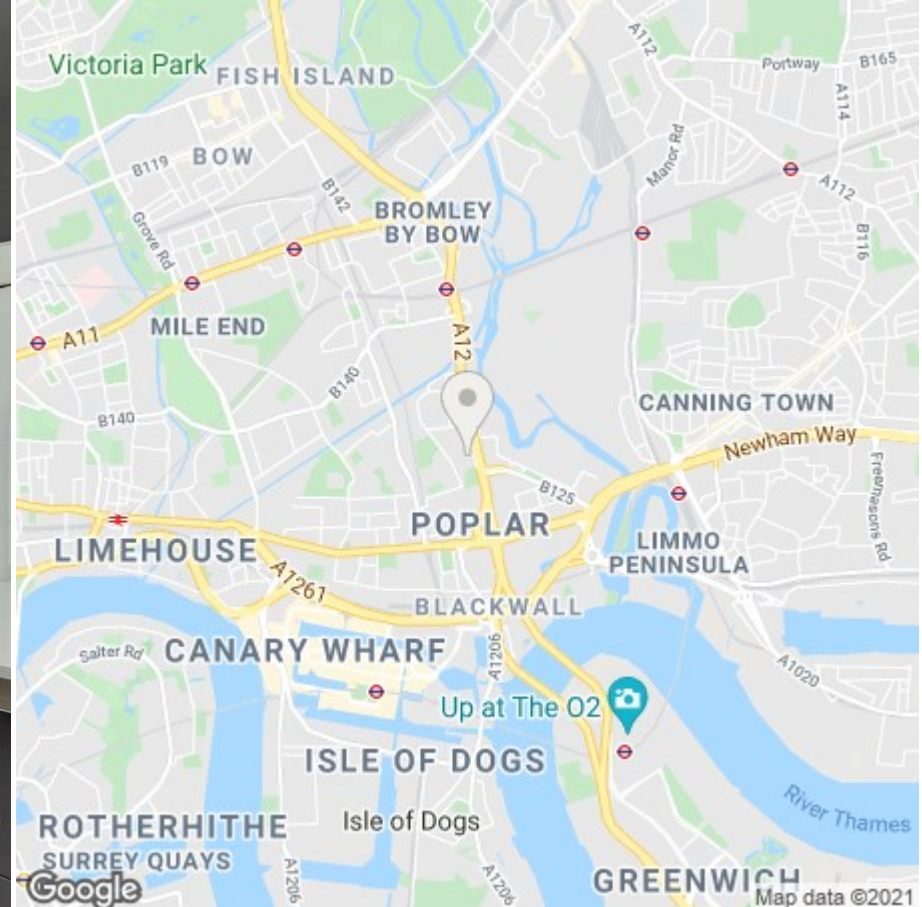 Victoria Park
FISH ISLAND
A112
Portway
B165
A114
BOW
B119
B142
Manor Rd
A112
Grove Rd
BROMLEY
BY BOW
B116
A11
MILE END
A12
B140
B140
CANNING TOWN
Newham Way
B125
Freemasons Rd
POPLAR
LIMEHOUSE
LIMMO
PENINSULA
A1261
BLACKWALL
Salter Rd
CANARY WHARF
A1206
A1020
Up at The O2
ISLE OF DOGS
River Thames
ROTHERHITHE
Isle of Dogs
SURREY QUAYS
A1206
A1206
GREENWICH
Google
Map data ©2021